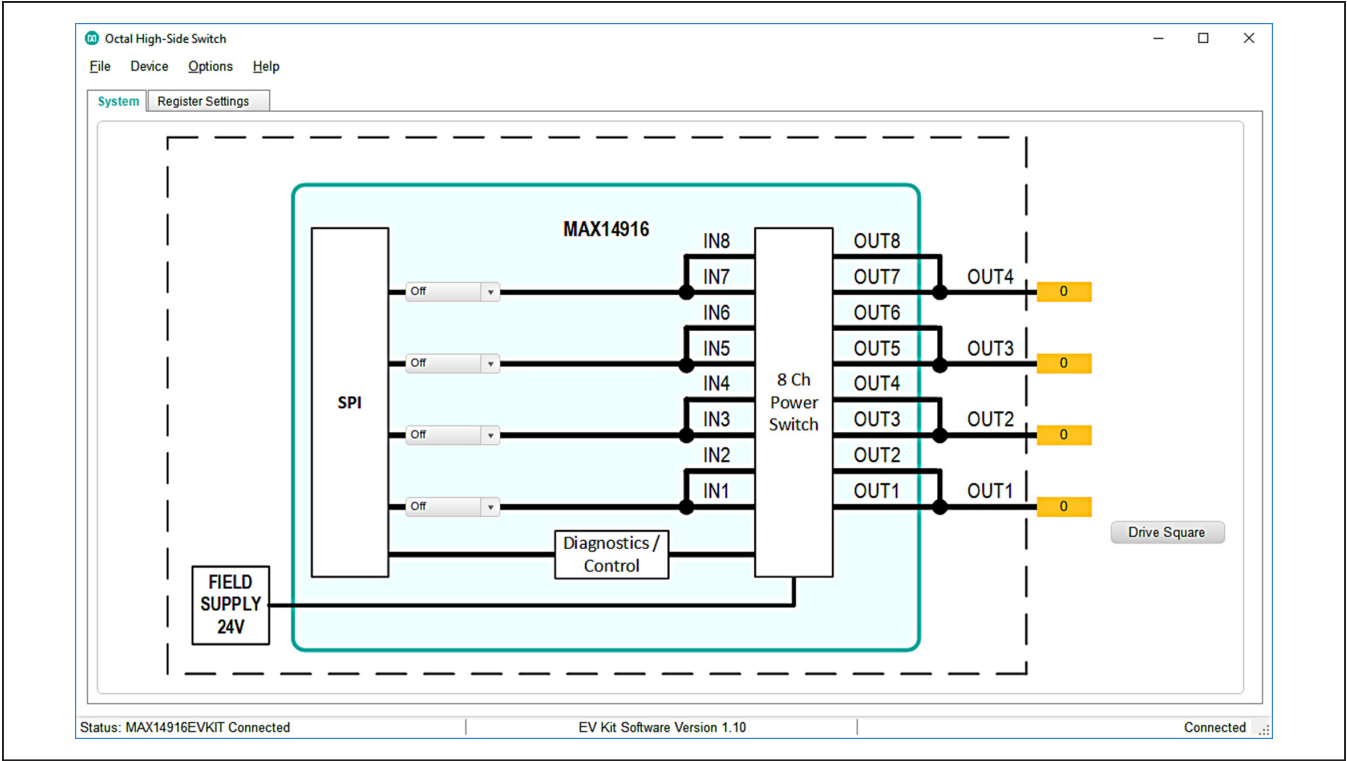 Octal High-Side Switch
File Device Options Help
System Register Settings
MAX14916
IN8 OUT8
Off IN7 OUT7 OUT4 0
IN6 OUT6
Off IN5 OUT5 OUT3 0
IN4 OUT4
SPI
8 Ch
Power
Switch
Off IN3 OUT3 OUT2 0
IN2 OUT2
Off IN1 OUT1 OUT1 0
Drive Square
Diagnostics /
Control
FIELD
SUPPLY
24V
Status: MAX14916EVKIT Connected EV Kit Software Version 1.10 Connected